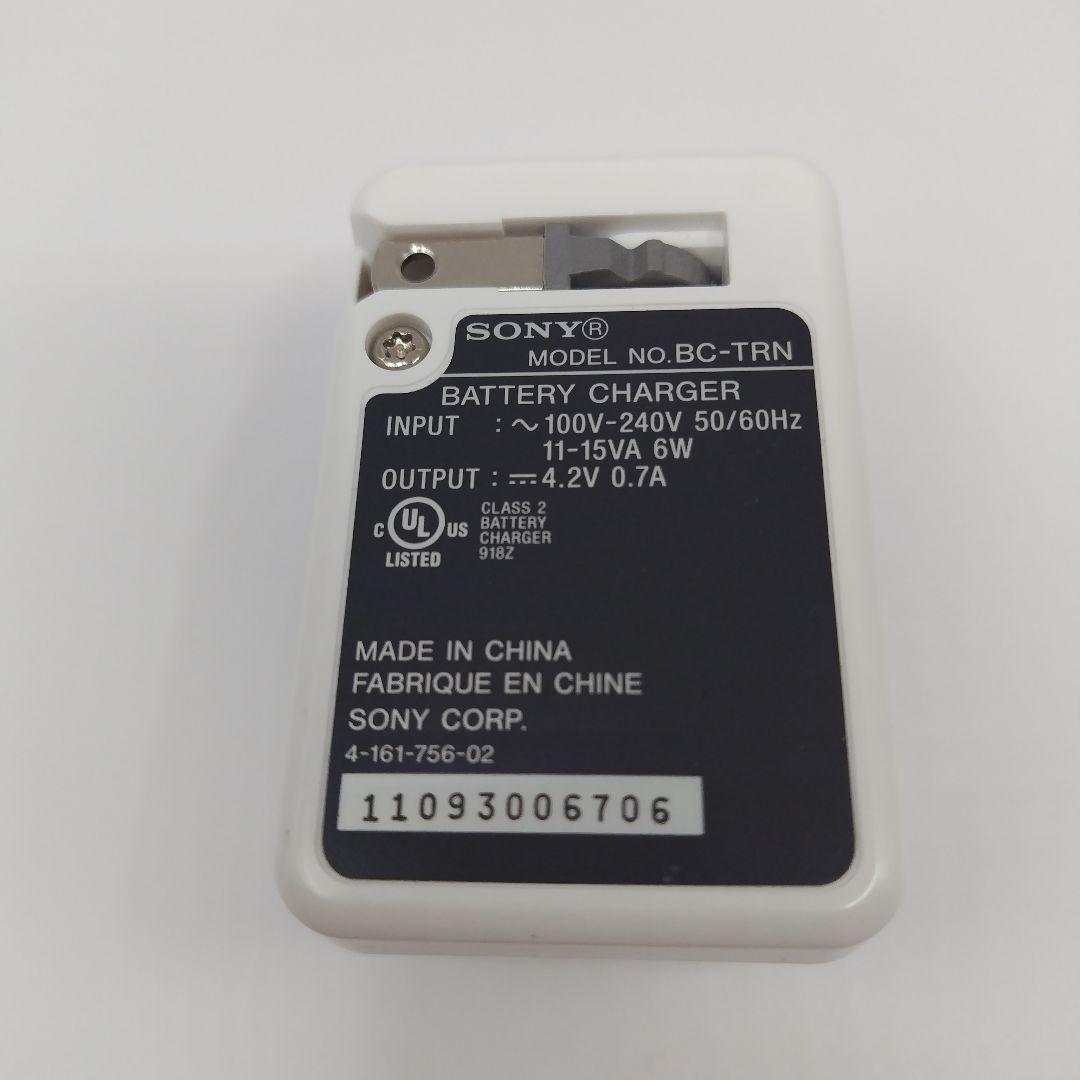 SONY®
MODEL NO. BC-TRN
BATTERY CHARGER
INPUT : ~ 100V-240V 50/60Hz
11-15VA 6W
OUTPUT : ⎓ 4.2V 0.7A
C UL US
LISTED
CLASS 2
BATTERY
CHARGER
918Z
MADE IN CHINA
FABRIQUE EN CHINE
SONY CORP.
4-161-756-02
11093006706